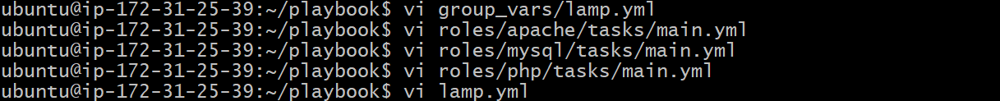 ubuntu@ip-172-31-25-39:~/playbook$ vi group_vars/lamp.yml
ubuntu@ip-172-31-25-39:~/playbook$ vi roles/apache/tasks/main.yml
ubuntu@ip-172-31-25-39:~/playbook$ vi roles/mysql/tasks/main.yml
ubuntu@ip-172-31-25-39:~/playbook$ vi roles/php/tasks/main.yml
ubuntu@ip-172-31-25-39:~/playbook$ vi lamp.yml